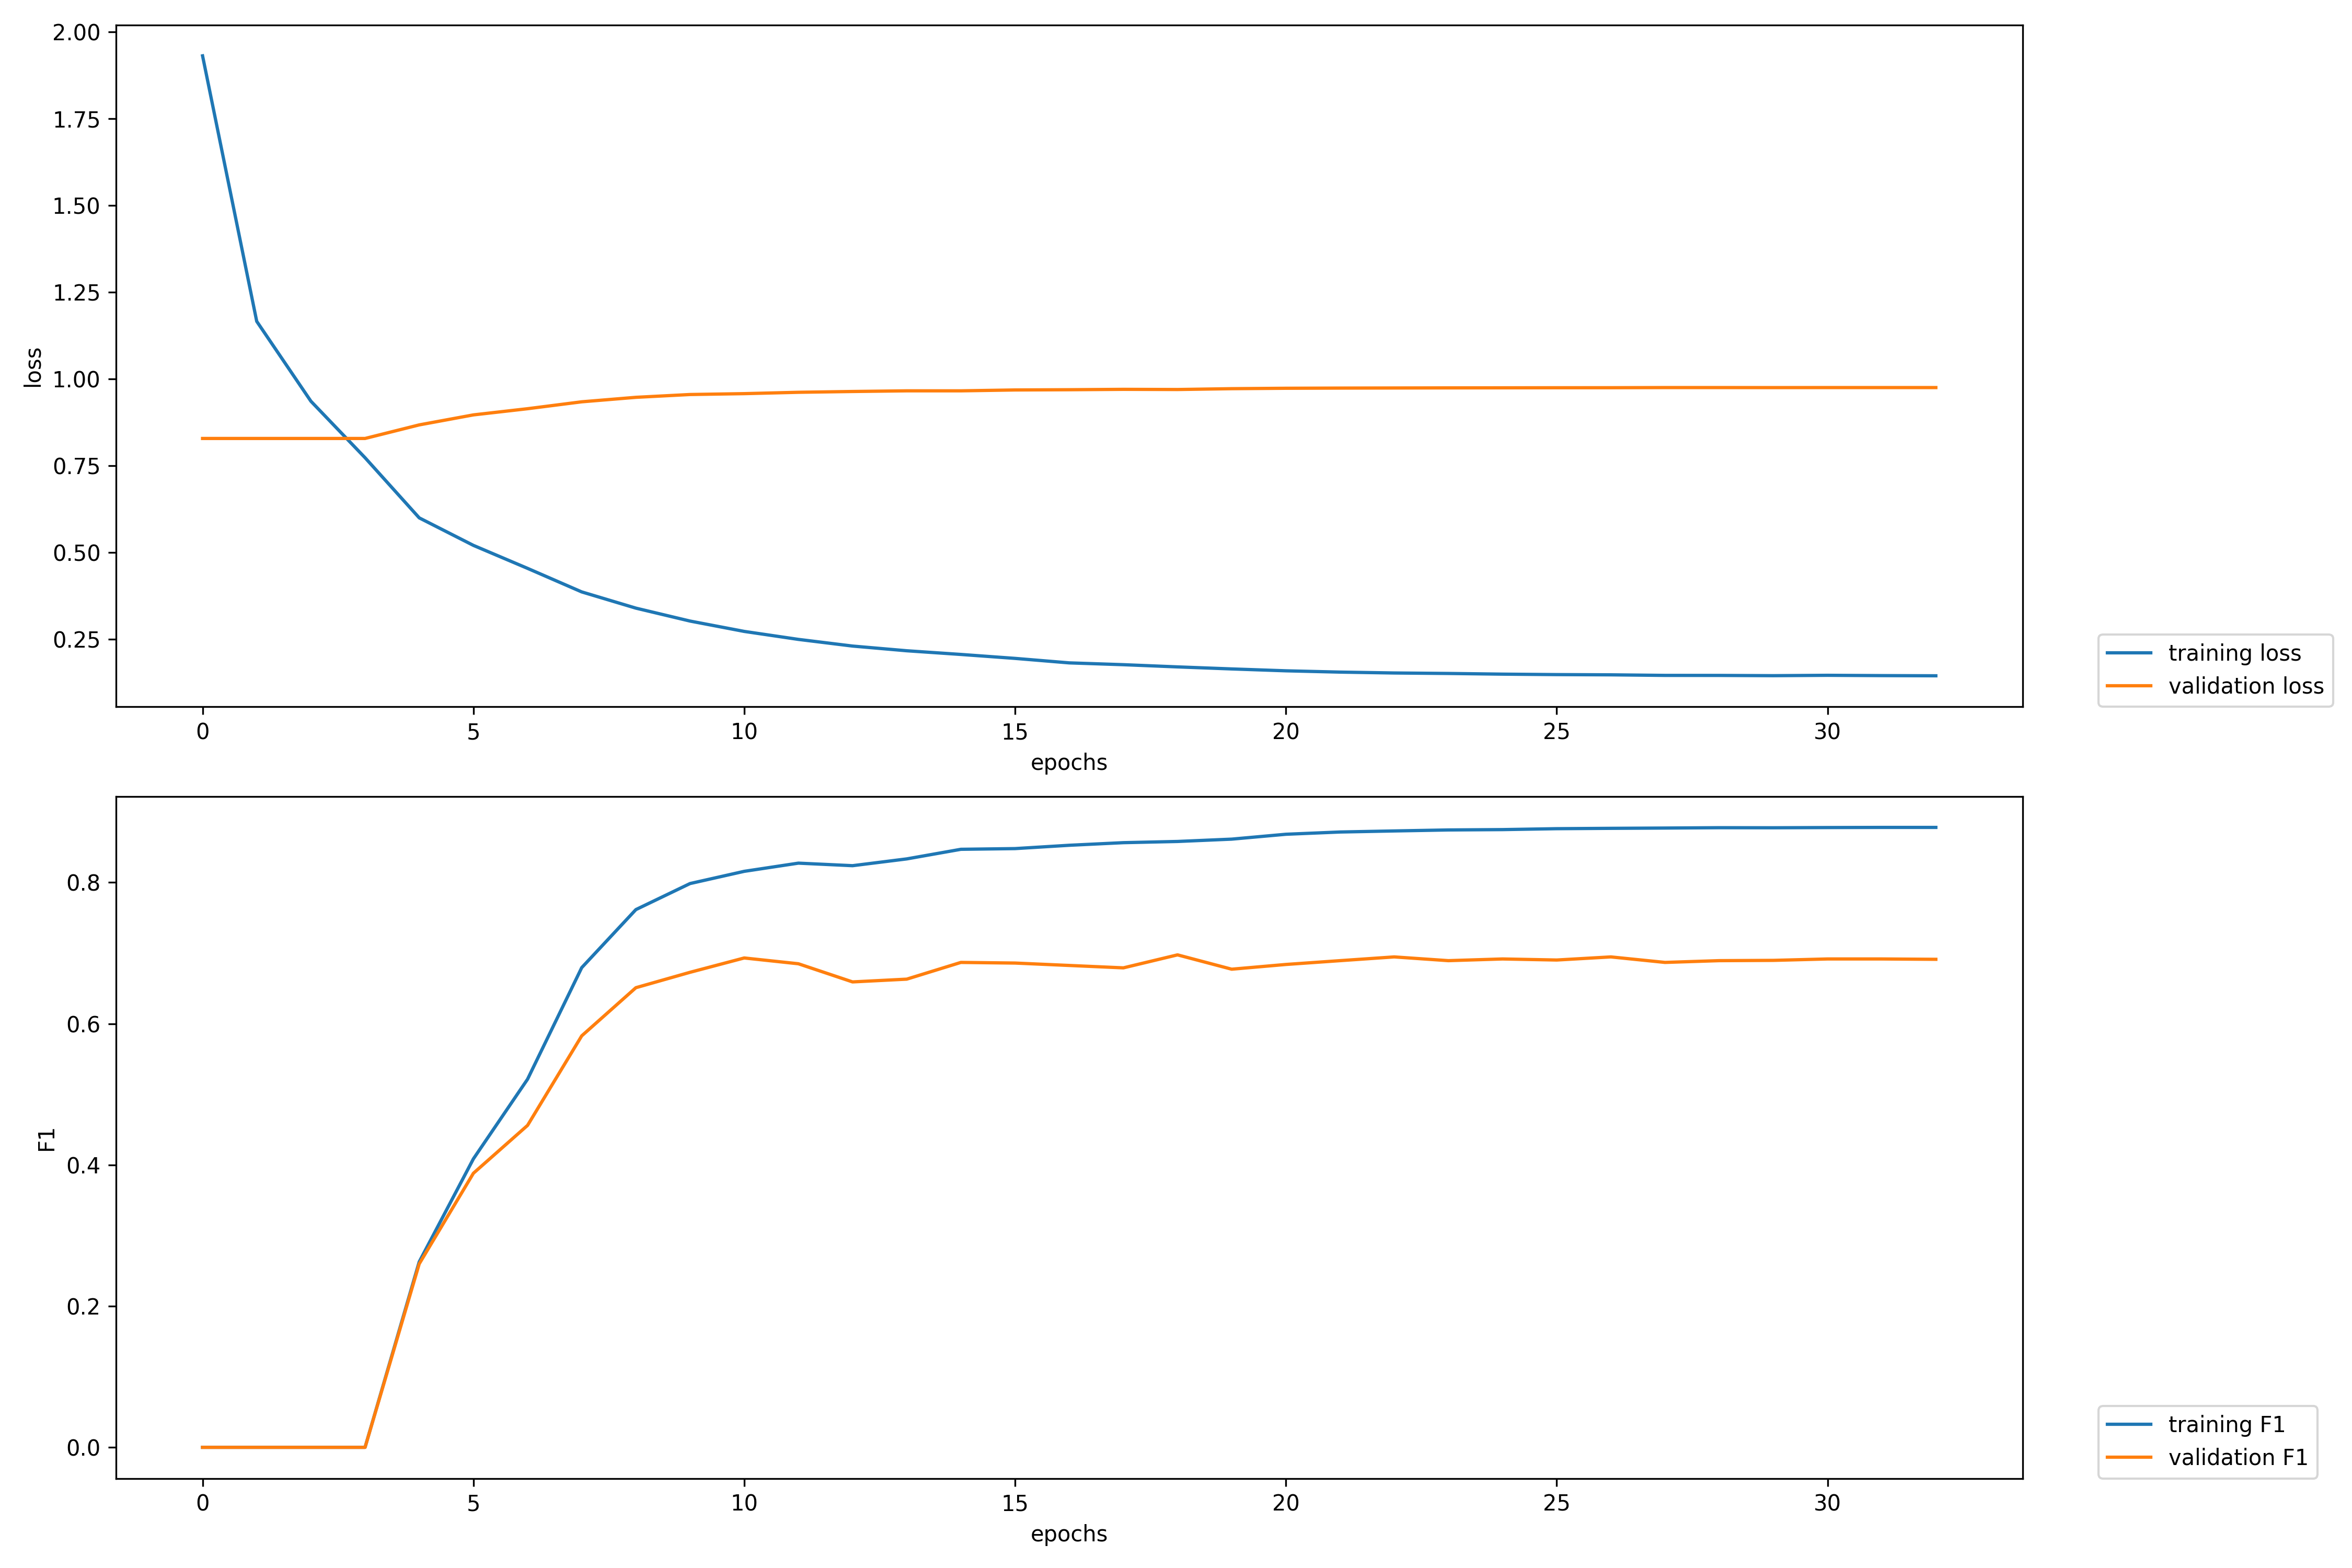 2.00
1.75
1.50
1.25
1.00
0.75
0.50
0.25
loss
0 5 10 15 20 25 30
epochs
training loss
validation loss
0.8
0.6
0.4
0.2
0.0
F1
0 5 10 15 20 25 30
epochs
training F1
validation F1